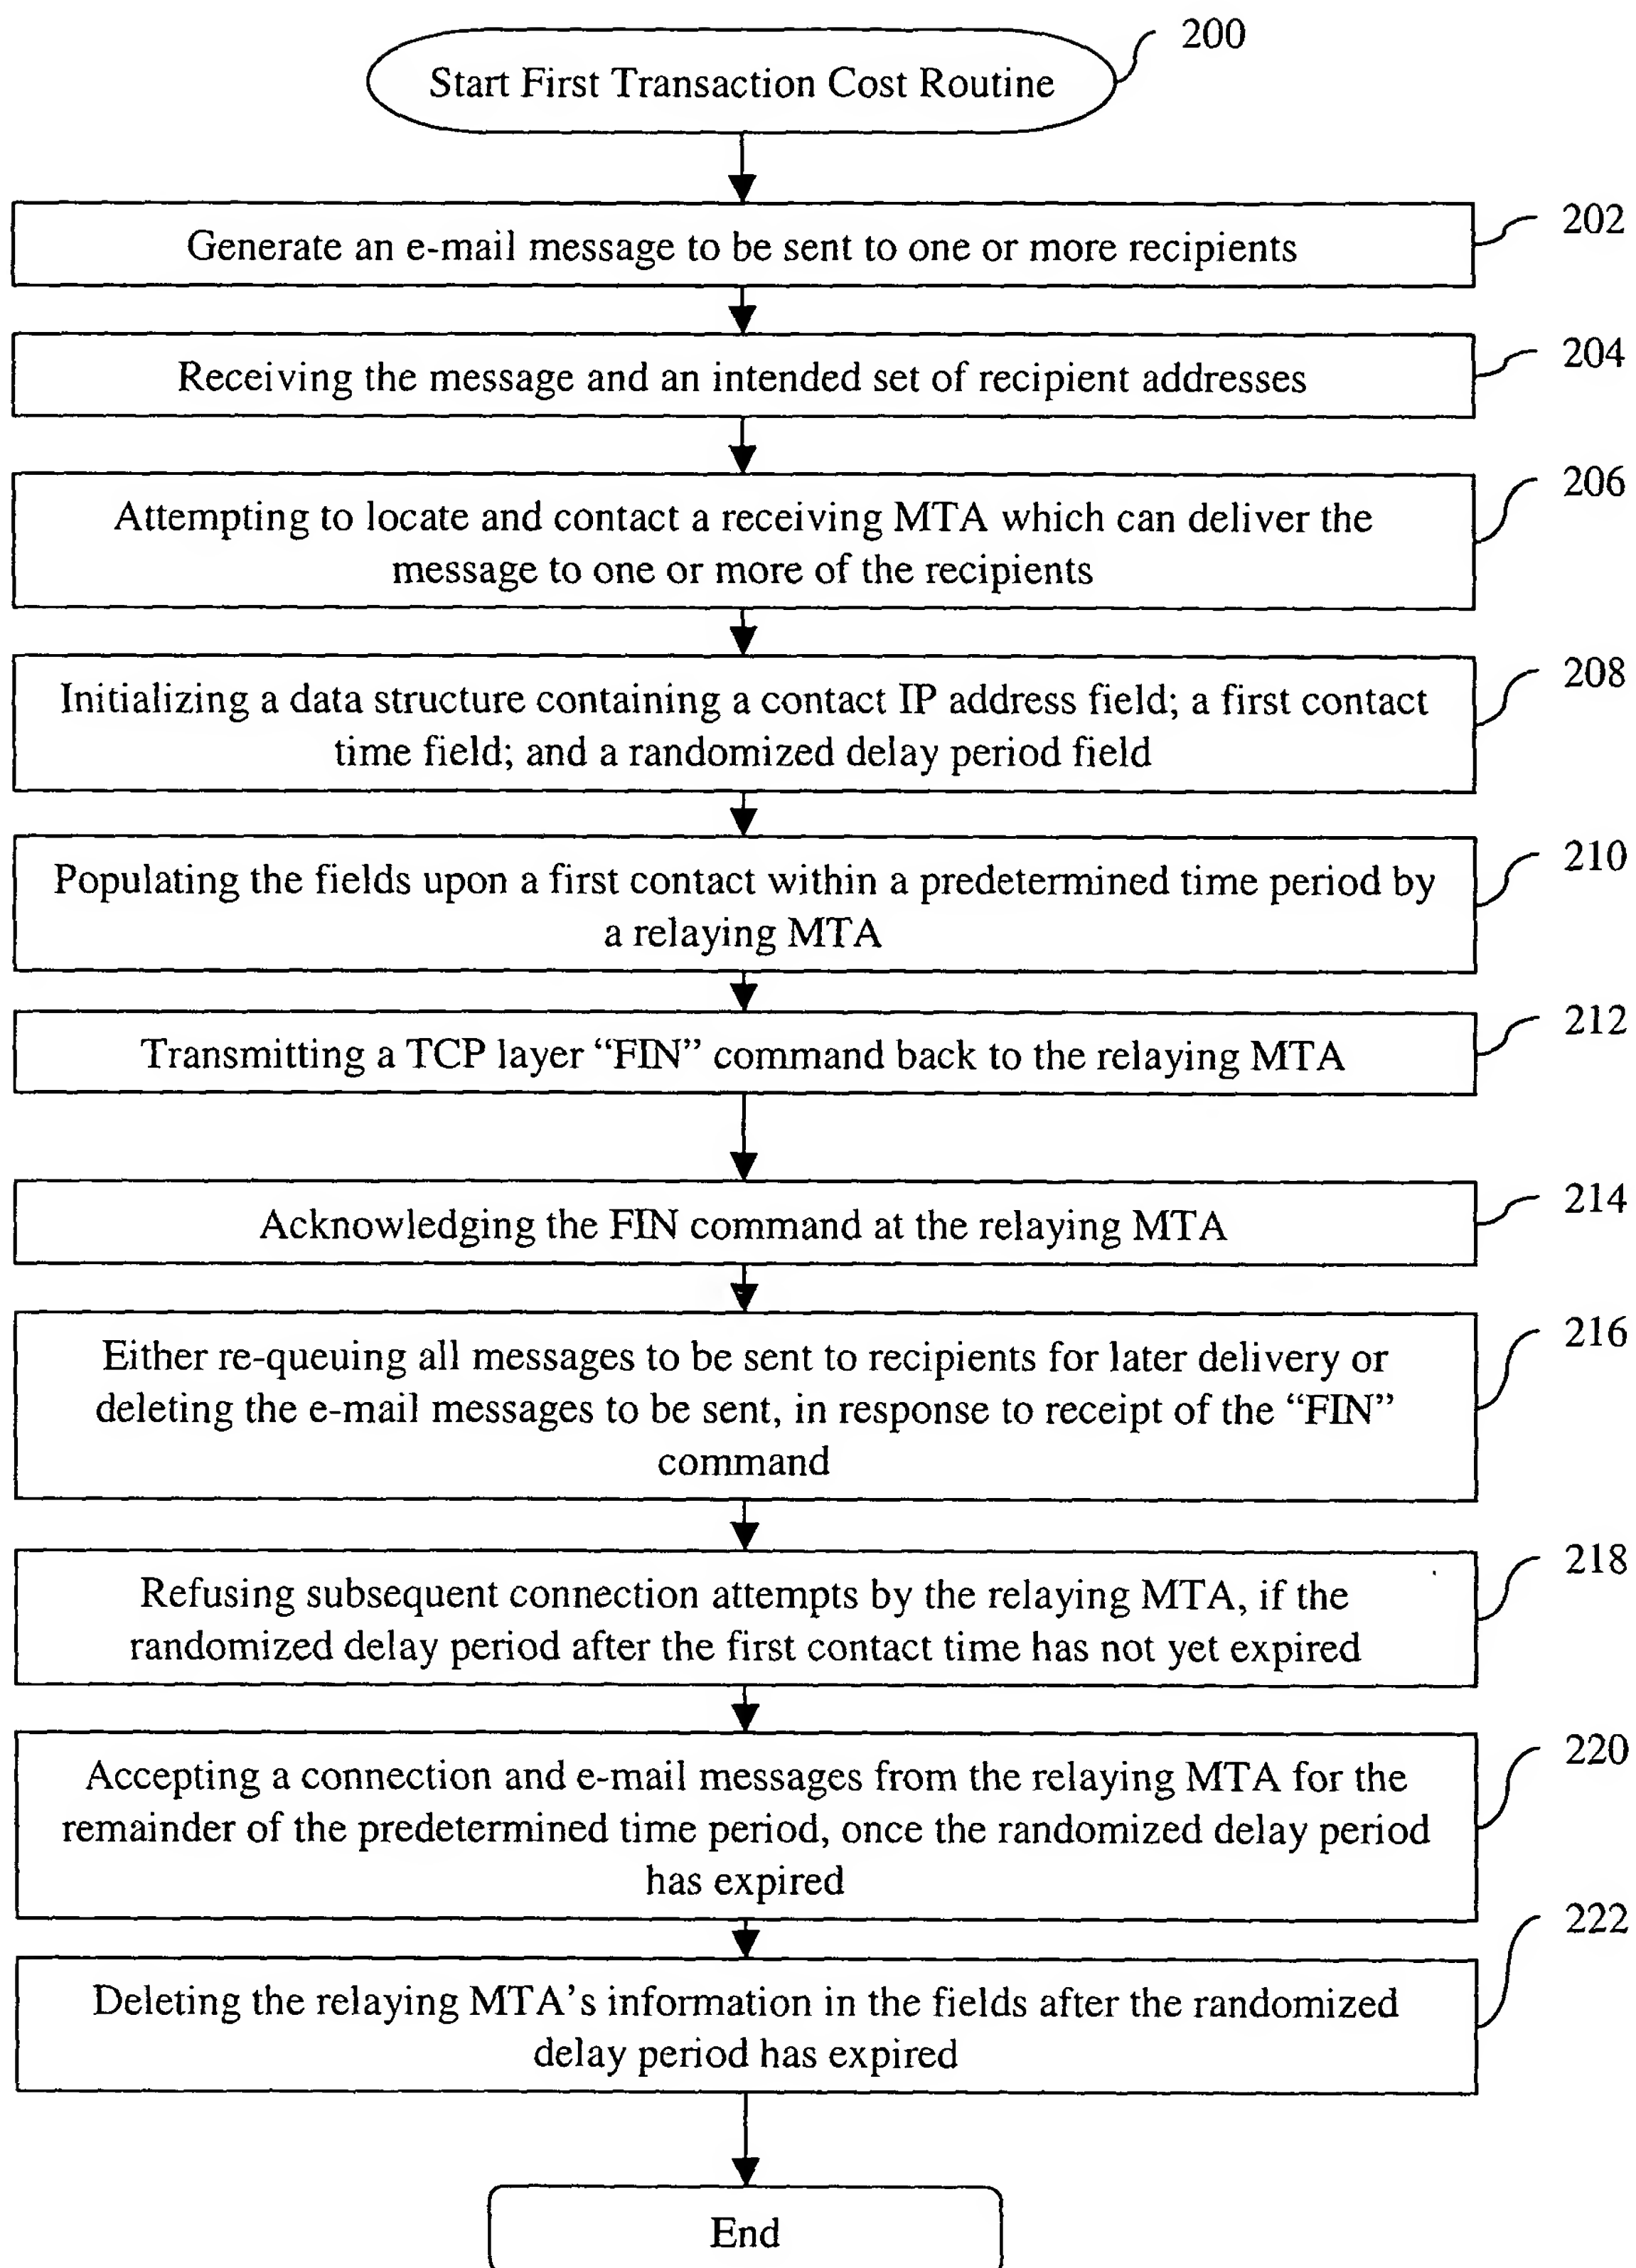 200
Start First Transaction Cost Routine
202
Generate an e-mail message to be sent to one or more recipients
204
Receiving the message and an intended set of recipient addresses
206
Attempting to locate and contact a receiving MTA which can deliver the
message to one or more of the recipients
208
Initializing a data structure containing a contact IP address field; a first contact
time field; and a randomized delay period field
210
Populating the fields upon a first contact within a predetermined time period by
a relaying MTA
212
Transmitting a TCP layer “FIN” command back to the relaying MTA
214
Acknowledging the FIN command at the relaying MTA
216
Either re-queuing all messages to be sent to recipients for later delivery or
deleting the e-mail messages to be sent, in response to receipt of the “FIN”
command
218
Refusing subsequent connection attempts by the relaying MTA, if the
randomized delay period after the first contact time has not yet expired
220
Accepting a connection and e-mail messages from the relaying MTA for the
remainder of the predetermined time period, once the randomized delay period
has expired
222
Deleting the relaying MTA’s information in the fields after the randomized
delay period has expired
End